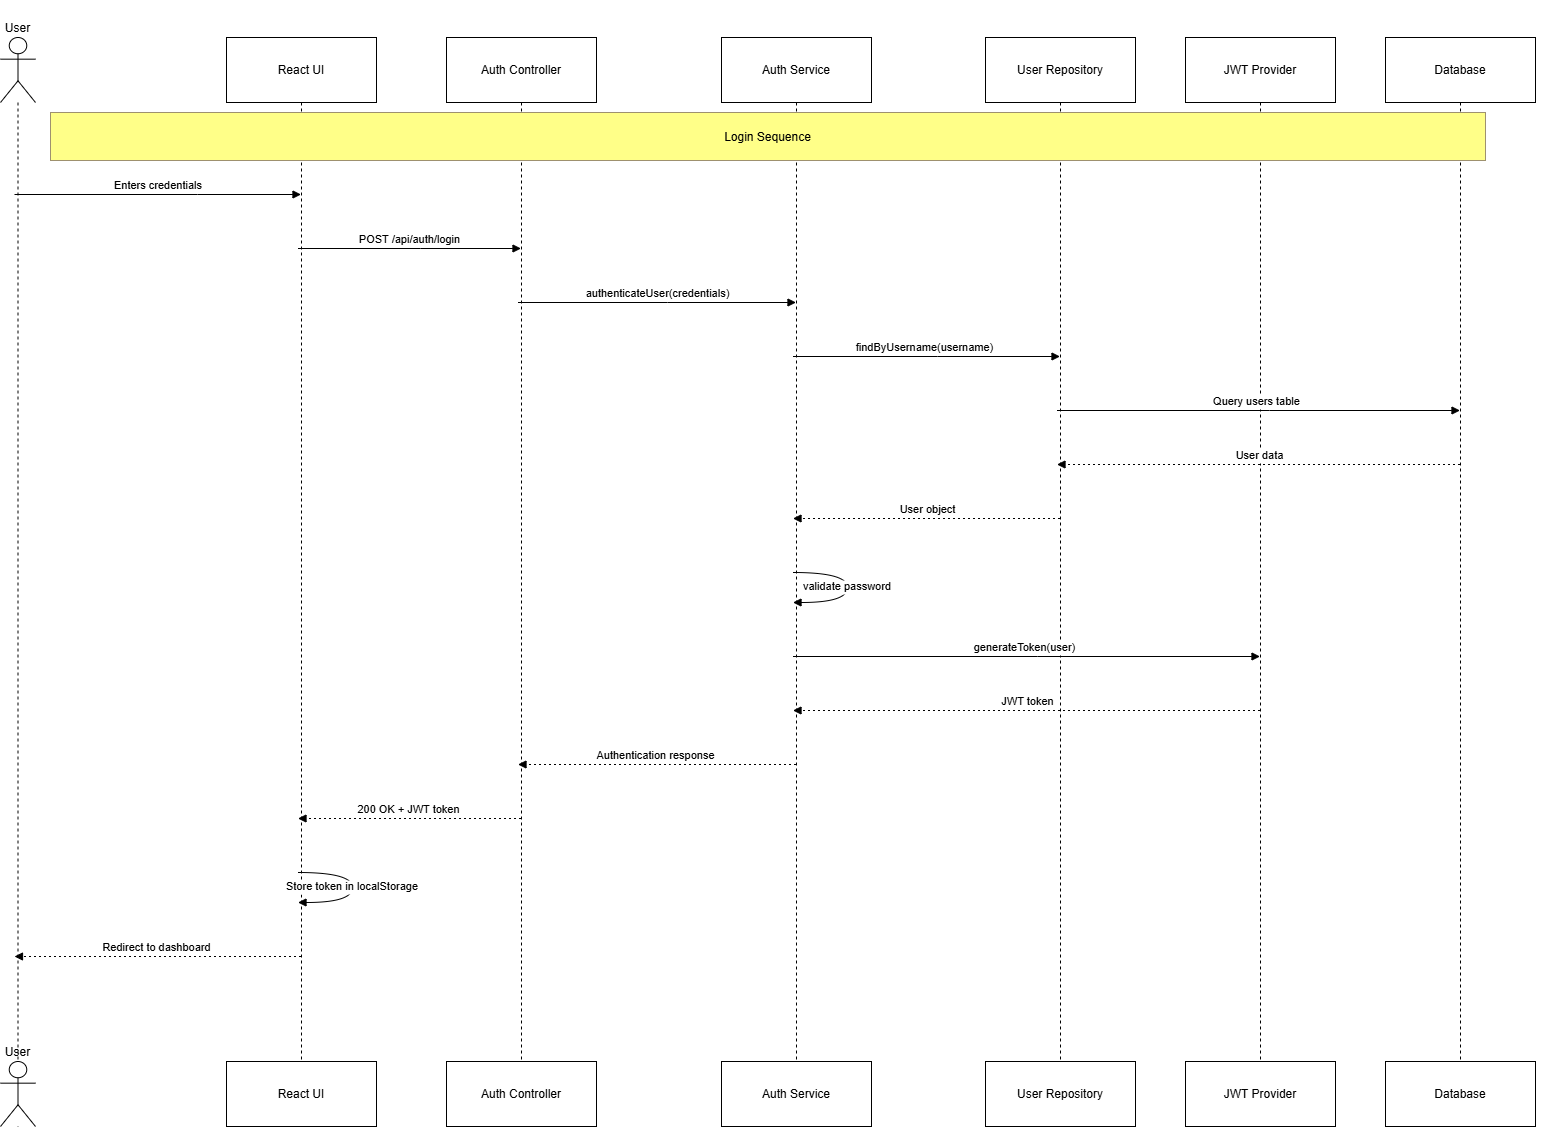 User
React UI
Auth Controller
Auth Service
User Repository
JWT Provider
Database
Login Sequence
Enters credentials
POST /api/auth/login
authenticateUser(credentials)
findByUsername(username)
Query users table
User data
User object
validate password
generateToken(user)
JWT token
Authentication response
200 OK + JWT token
Store token in localStorage
Redirect to dashboard
User
React UI
Auth Controller
Auth Service
User Repository
JWT Provider
Database